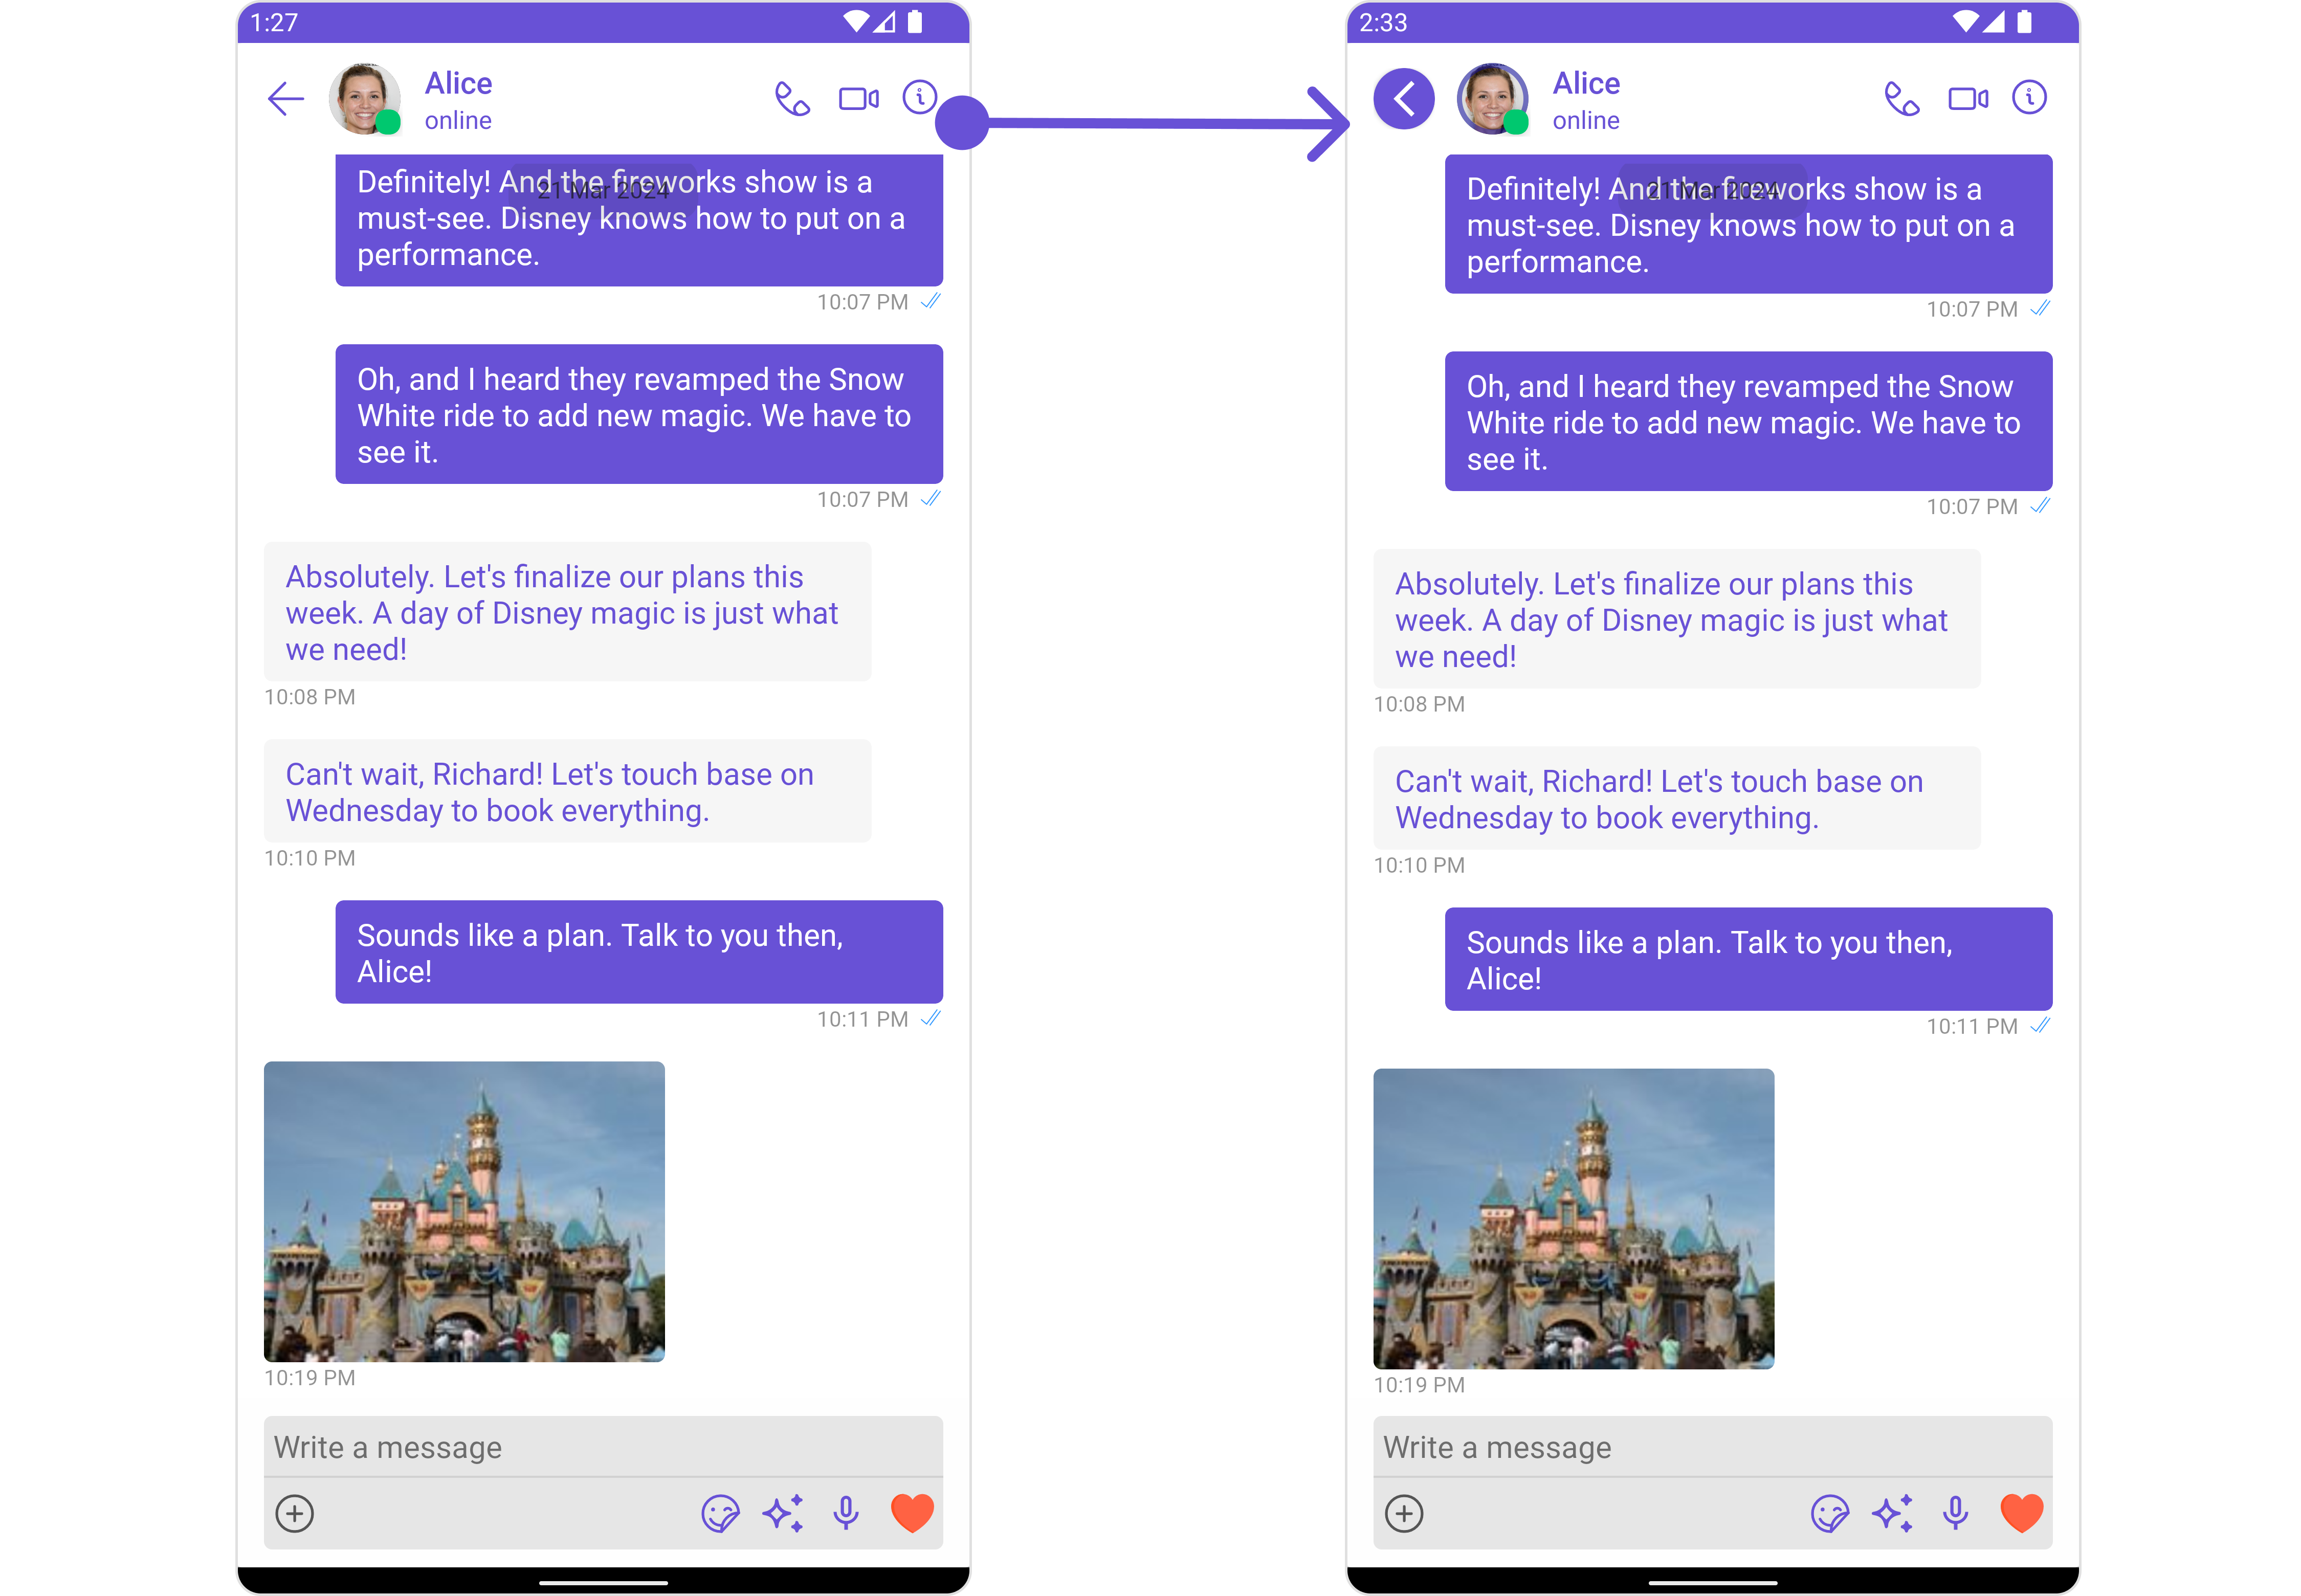 1:27
Alice
online
21 Mar 2024
Definitely! And the fireworks show is a
must-see. Disney knows how to put on a
performance.
10:07 PM
Oh, and I heard they revamped the Snow
White ride to add new magic. We have to
see it.
10:07 PM
Absolutely. Let's finalize our plans this
week. A day of Disney magic is just what
we need!
10:08 PM
Can't wait, Richard! Let's touch base on
Wednesday to book everything.
10:10 PM
Sounds like a plan. Talk to you then,
Alice!
10:11 PM
10:19 PM
Write a message
2:33
Alice
online
21 Mar 2024
Definitely! And the fireworks show is a
must-see. Disney knows how to put on a
performance.
10:07 PM
Oh, and I heard they revamped the Snow
White ride to add new magic. We have to
see it.
10:07 PM
Absolutely. Let's finalize our plans this
week. A day of Disney magic is just what
we need!
10:08 PM
Can't wait, Richard! Let's touch base on
Wednesday to book everything.
10:10 PM
Sounds like a plan. Talk to you then,
Alice!
10:11 PM
10:19 PM
Write a message